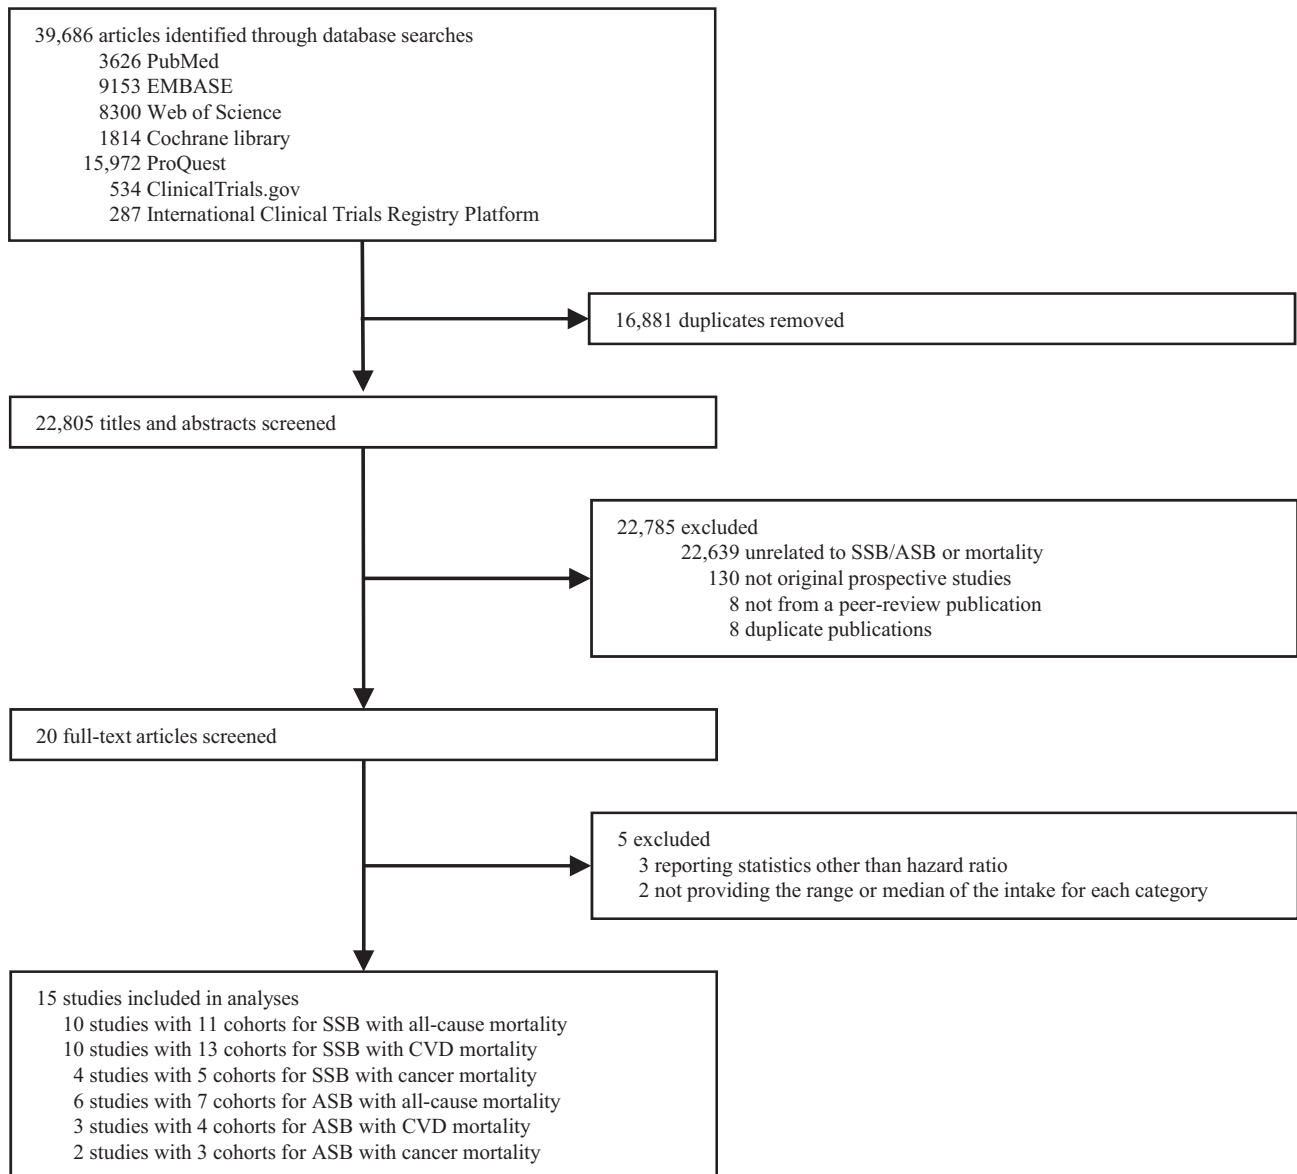 39,686 articles identified through database searches
3626 PubMed
9153 EMBASE
8300 Web of Science
1814 Cochrane library
15,972 ProQuest
534 ClinicalTrials.gov
287 International Clinical Trials Registry Platform
16,881 duplicates removed
22,805 titles and abstracts screened
22,785 excluded
22,639 unrelated to SSB/ASB or mortality
130 not original prospective studies
8 not from a peer-review publication
8 duplicate publications
20 full-text articles screened
5 excluded
3 reporting statistics other than hazard ratio
2 not providing the range or median of the intake for each category
15 studies included in analyses
10 studies with 11 cohorts for SSB with all-cause mortality
10 studies with 13 cohorts for SSB with CVD mortality
4 studies with 5 cohorts for SSB with cancer mortality
6 studies with 7 cohorts for ASB with all-cause mortality
3 studies with 4 cohorts for ASB with CVD mortality
2 studies with 3 cohorts for ASB with cancer mortality